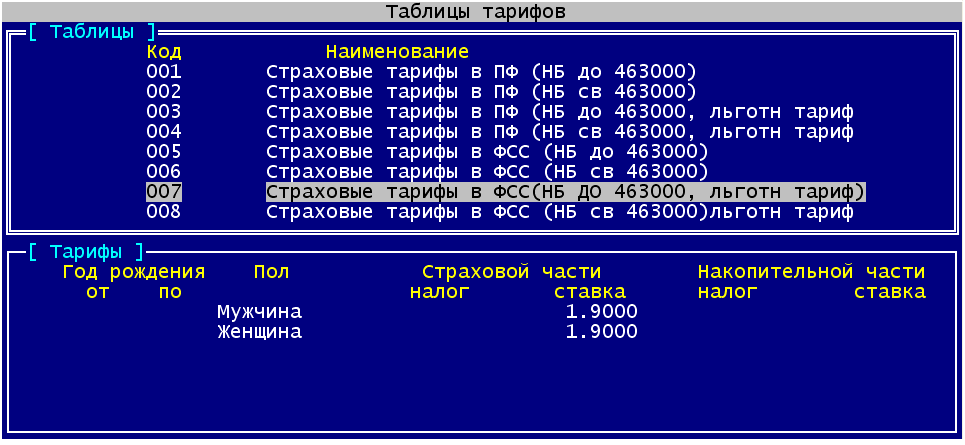 Таблицы тарифов
[ Таблицы ]
Код Наименование
001 Страховые тарифы в ПФ (НБ до 463000)
002 Страховые тарифы в ПФ (НБ св 463000)
003 Страховые тарифы в ПФ (НБ до 463000, льготн тариф
004 Страховые тарифы в ПФ (НБ св 463000, льготн тариф
005 Страховые тарифы в ФСС (НБ до 463000)
006 Страховые тарифы в ФСС (НБ св 463000)
007 Страховые тарифы в ФСС(НБ ДО 463000, льготн тариф)
008 Страховые тарифы в ФСС (НБ св 463000)льготн тариф
[ Тарифы ]
Год рождения Пол Страховой части Накопительной части
от по налог ставка налог ставка
Мужчина 1.9000
Женщина 1.9000